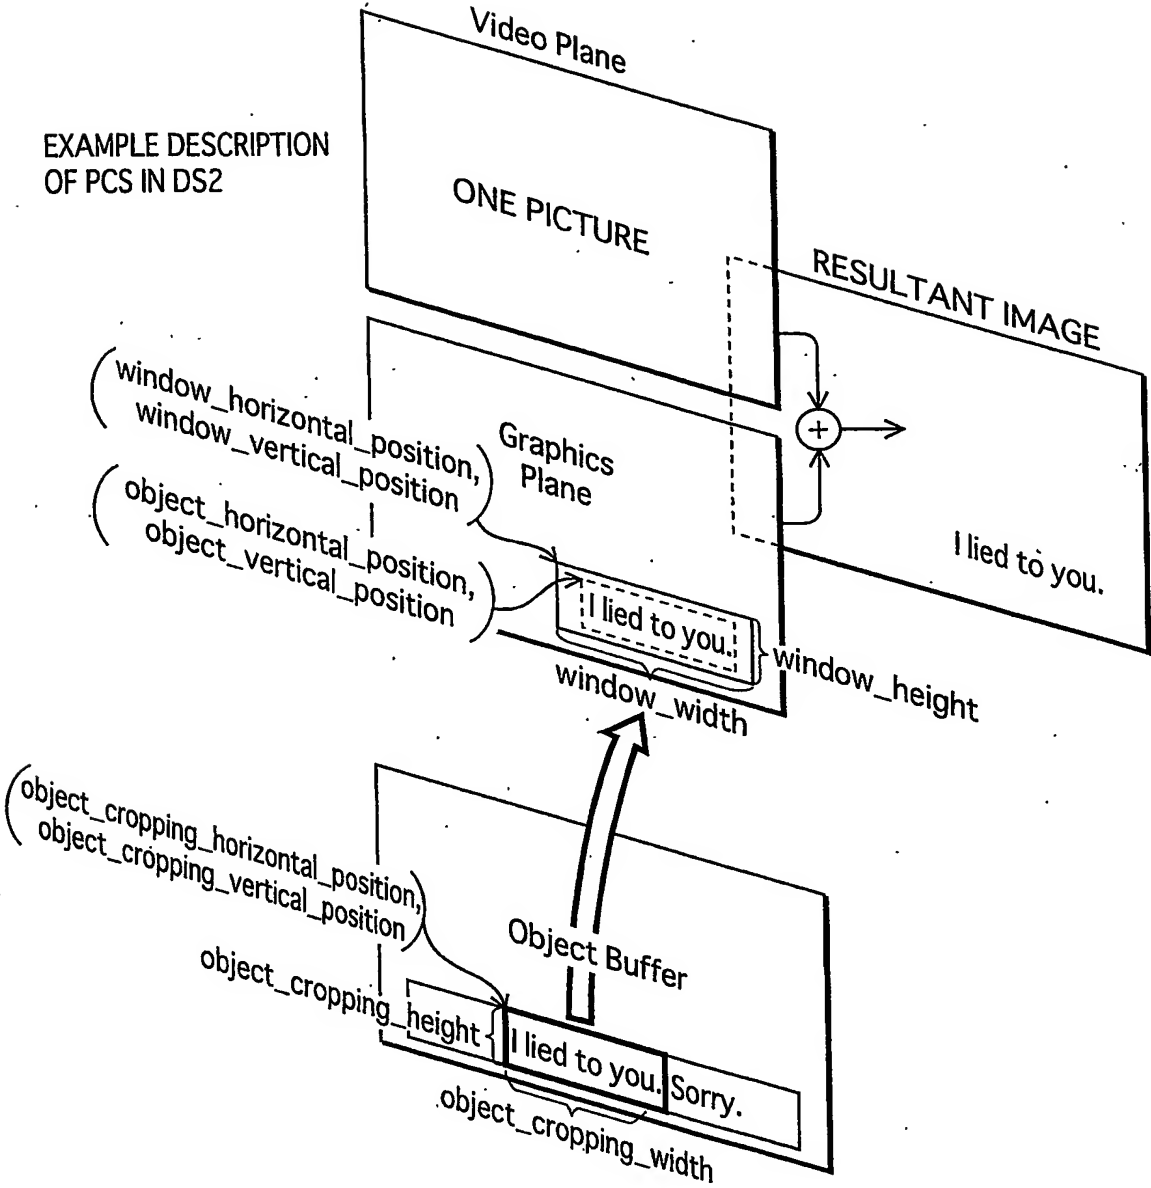 Video Plane
EXAMPLE DESCRIPTION
OF PCS IN DS2
ONE PICTURE
RESULTANT IMAGE
(window_horizontal_position,
window_vertical_position)
Graphics
Plane
(object_horizontal_position,
object_vertical_position)
+
I lied to you.
I lied to you.
window_height
window_width
(object_cropping_horizontal_position,
object_cropping_vertical_position)
Object Buffer
object_cropping_height
I lied to you. Sorry.
object_cropping_width